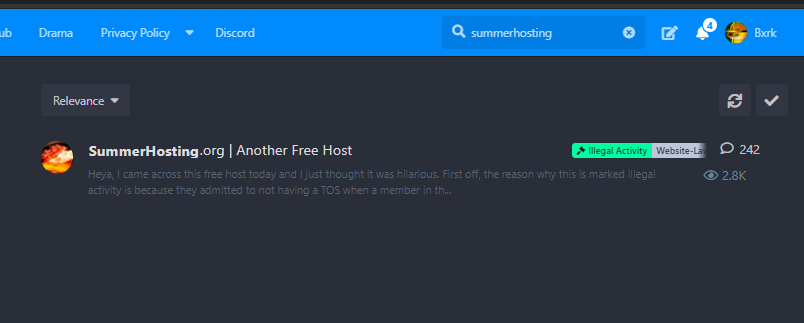 ub Drama Privacy Policy Discord summerhosting 4 Bxrk
Relevance
SummerHosting.org | Another Free Host Illegal Activity Website-Lav 242
Heya, I came across this free host today and I just thought it was hilarious. First off, the reason why this is marked illegal 2.8K
activity is because they admitted to not having a TOS when a member in th...